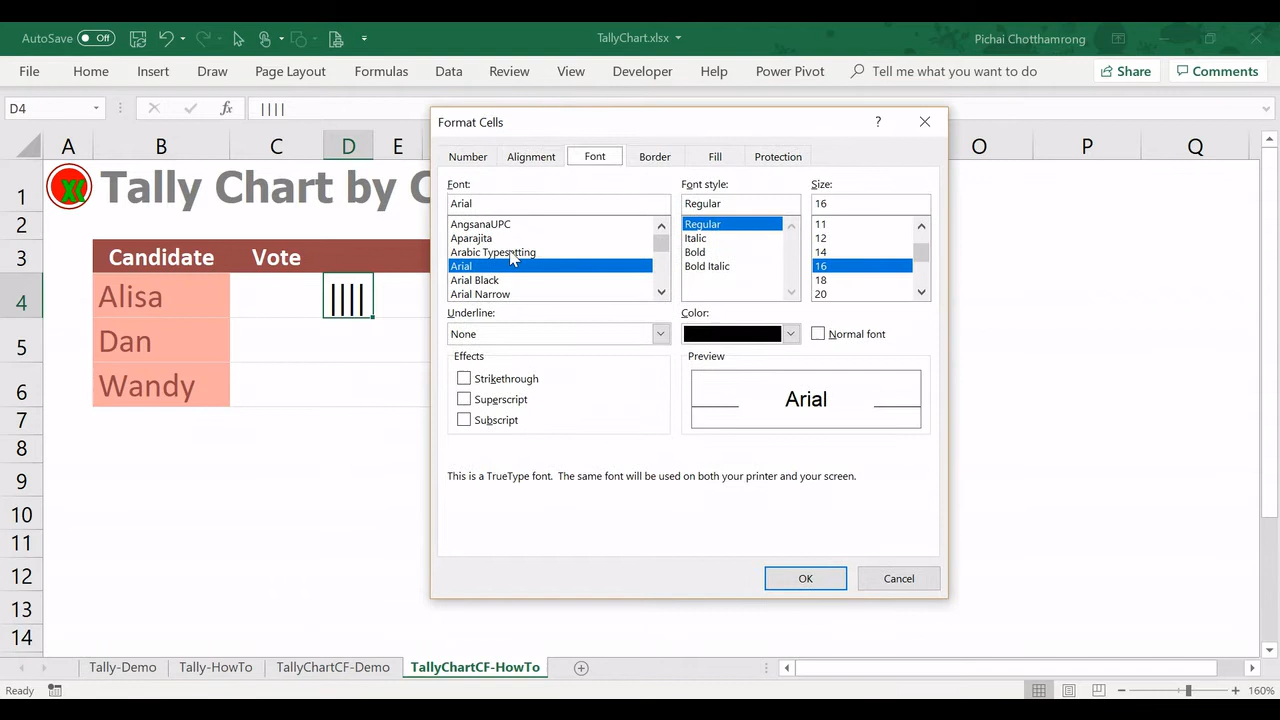 AutoSave Off TallyChart.xlsx Pichai Chotthamrong
File Home Insert Draw Page Layout Formulas Data Review View Developer Help Power Pivot Tell me what you want to do Share Comments
D4 fx ||||
Format Cells ?
A B C D E O P Q
Number Alignment Font Border Fill Protection
1 Tally Chart by C
2
3 Candidate Vote
4 Alisa ||||
5 Dan
6 Wandy
7
8
9
10
11
12
13
14
Font: Font style: Size:
Arial Regular 16
AngsanaUPC Regular 11
Aparajita Italic 12
Arabic Typesetting Bold 14
Arial Bold Italic 16
Arial Black 18
Arial Narrow 20
Underline: Color:
None Normal font
Effects Preview
Strikethrough
Superscript Arial
Subscript
This is a TrueType font. The same font will be used on both your printer and your screen.
OK Cancel
Tally-Demo Tally-HowTo TallyChartCF-Demo TallyChartCF-HowTo
Ready 160%